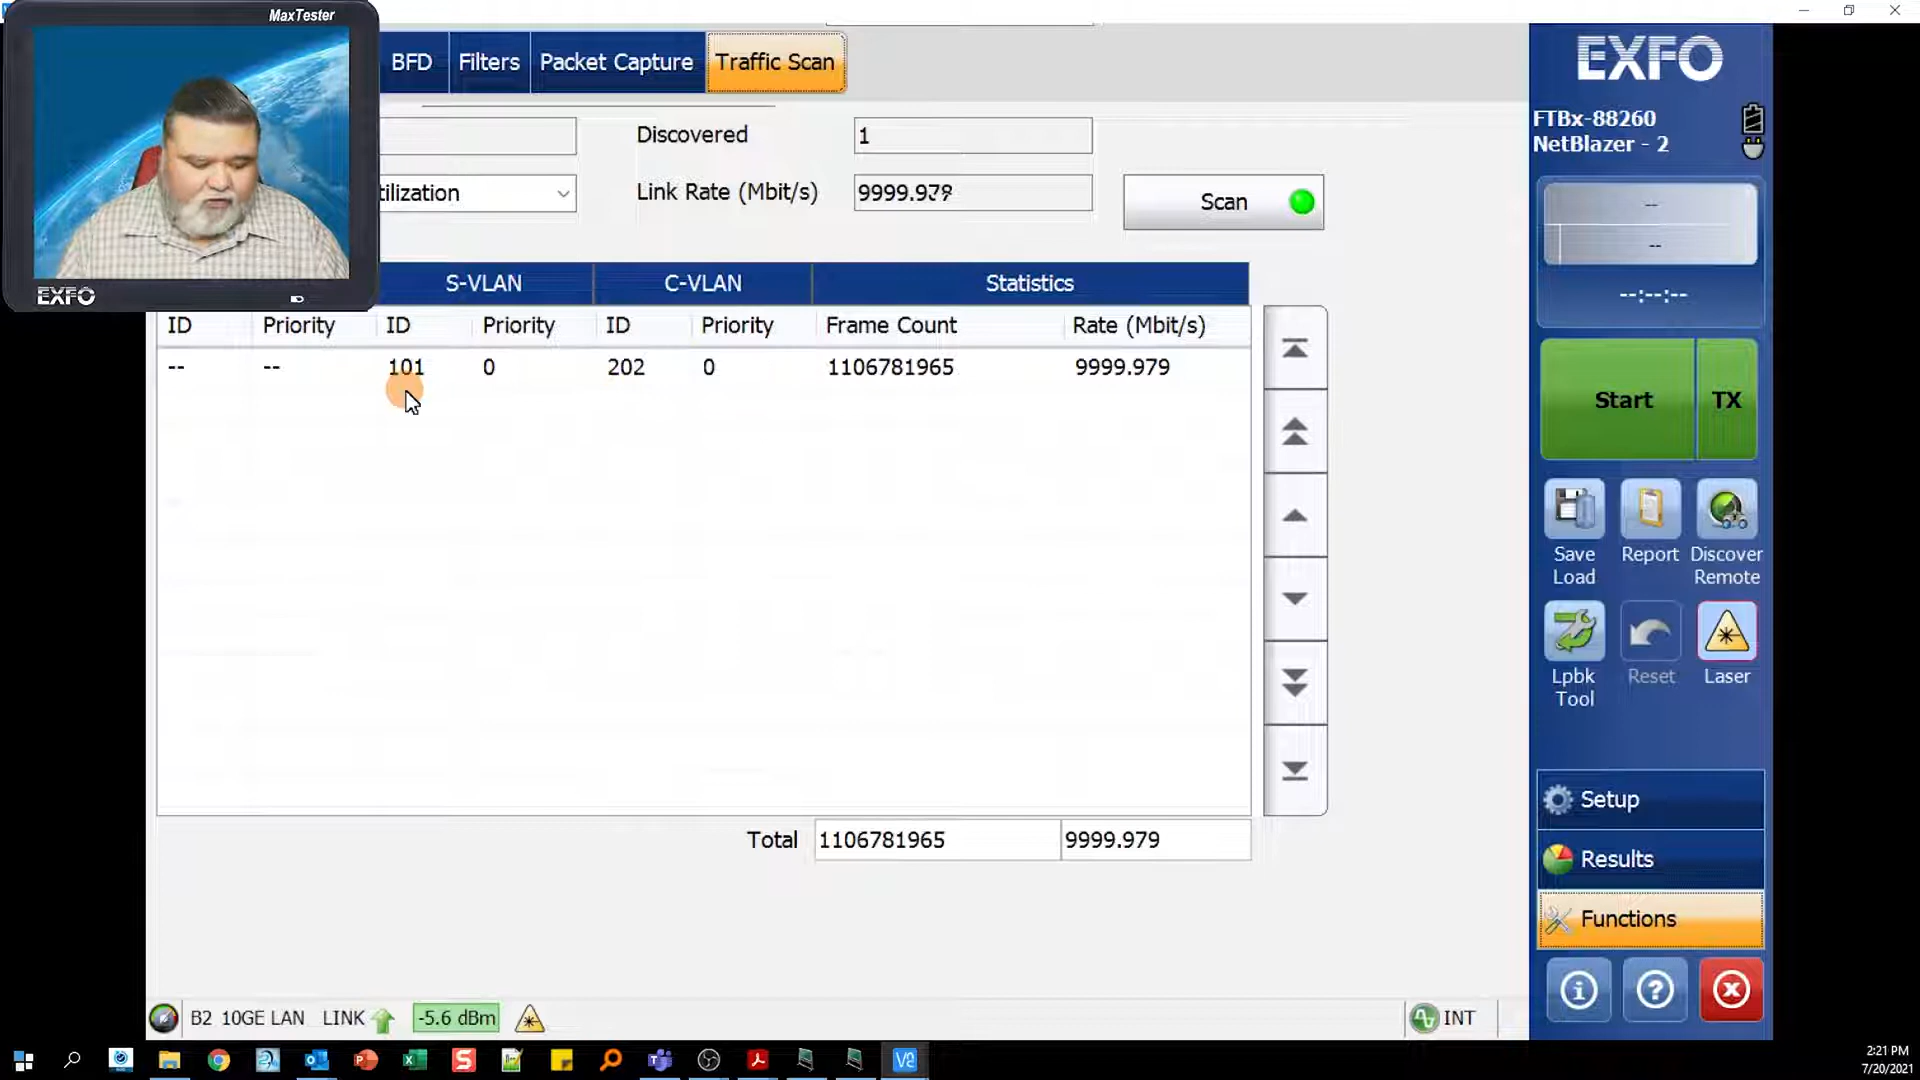 MaxTester
EXFO
BFD
Filters
Packet Capture
Traffic Scan
Discovered
1
tilization
Link Rate (Mbit/s)
Scan
S-VLAN
C-VLAN
Statistics
ID
Priority
ID
Priority
ID
Priority
Frame Count
Rate (Mbit/s)
--
--
101
0
202
0
1106781965
9999.979
Total
1106781965
9999.979
B2 10GE LAN
LINK
-5.6 dBm
INT
EXFO
FTBx-88260
NetBlazer - 2
--
--
--:--:--
Start
TX
Save
Load
Report
Discover
Remote
Lpbk
Tool
Reset
Laser
Setup
Results
Functions
2:21 PM
7/20/2021